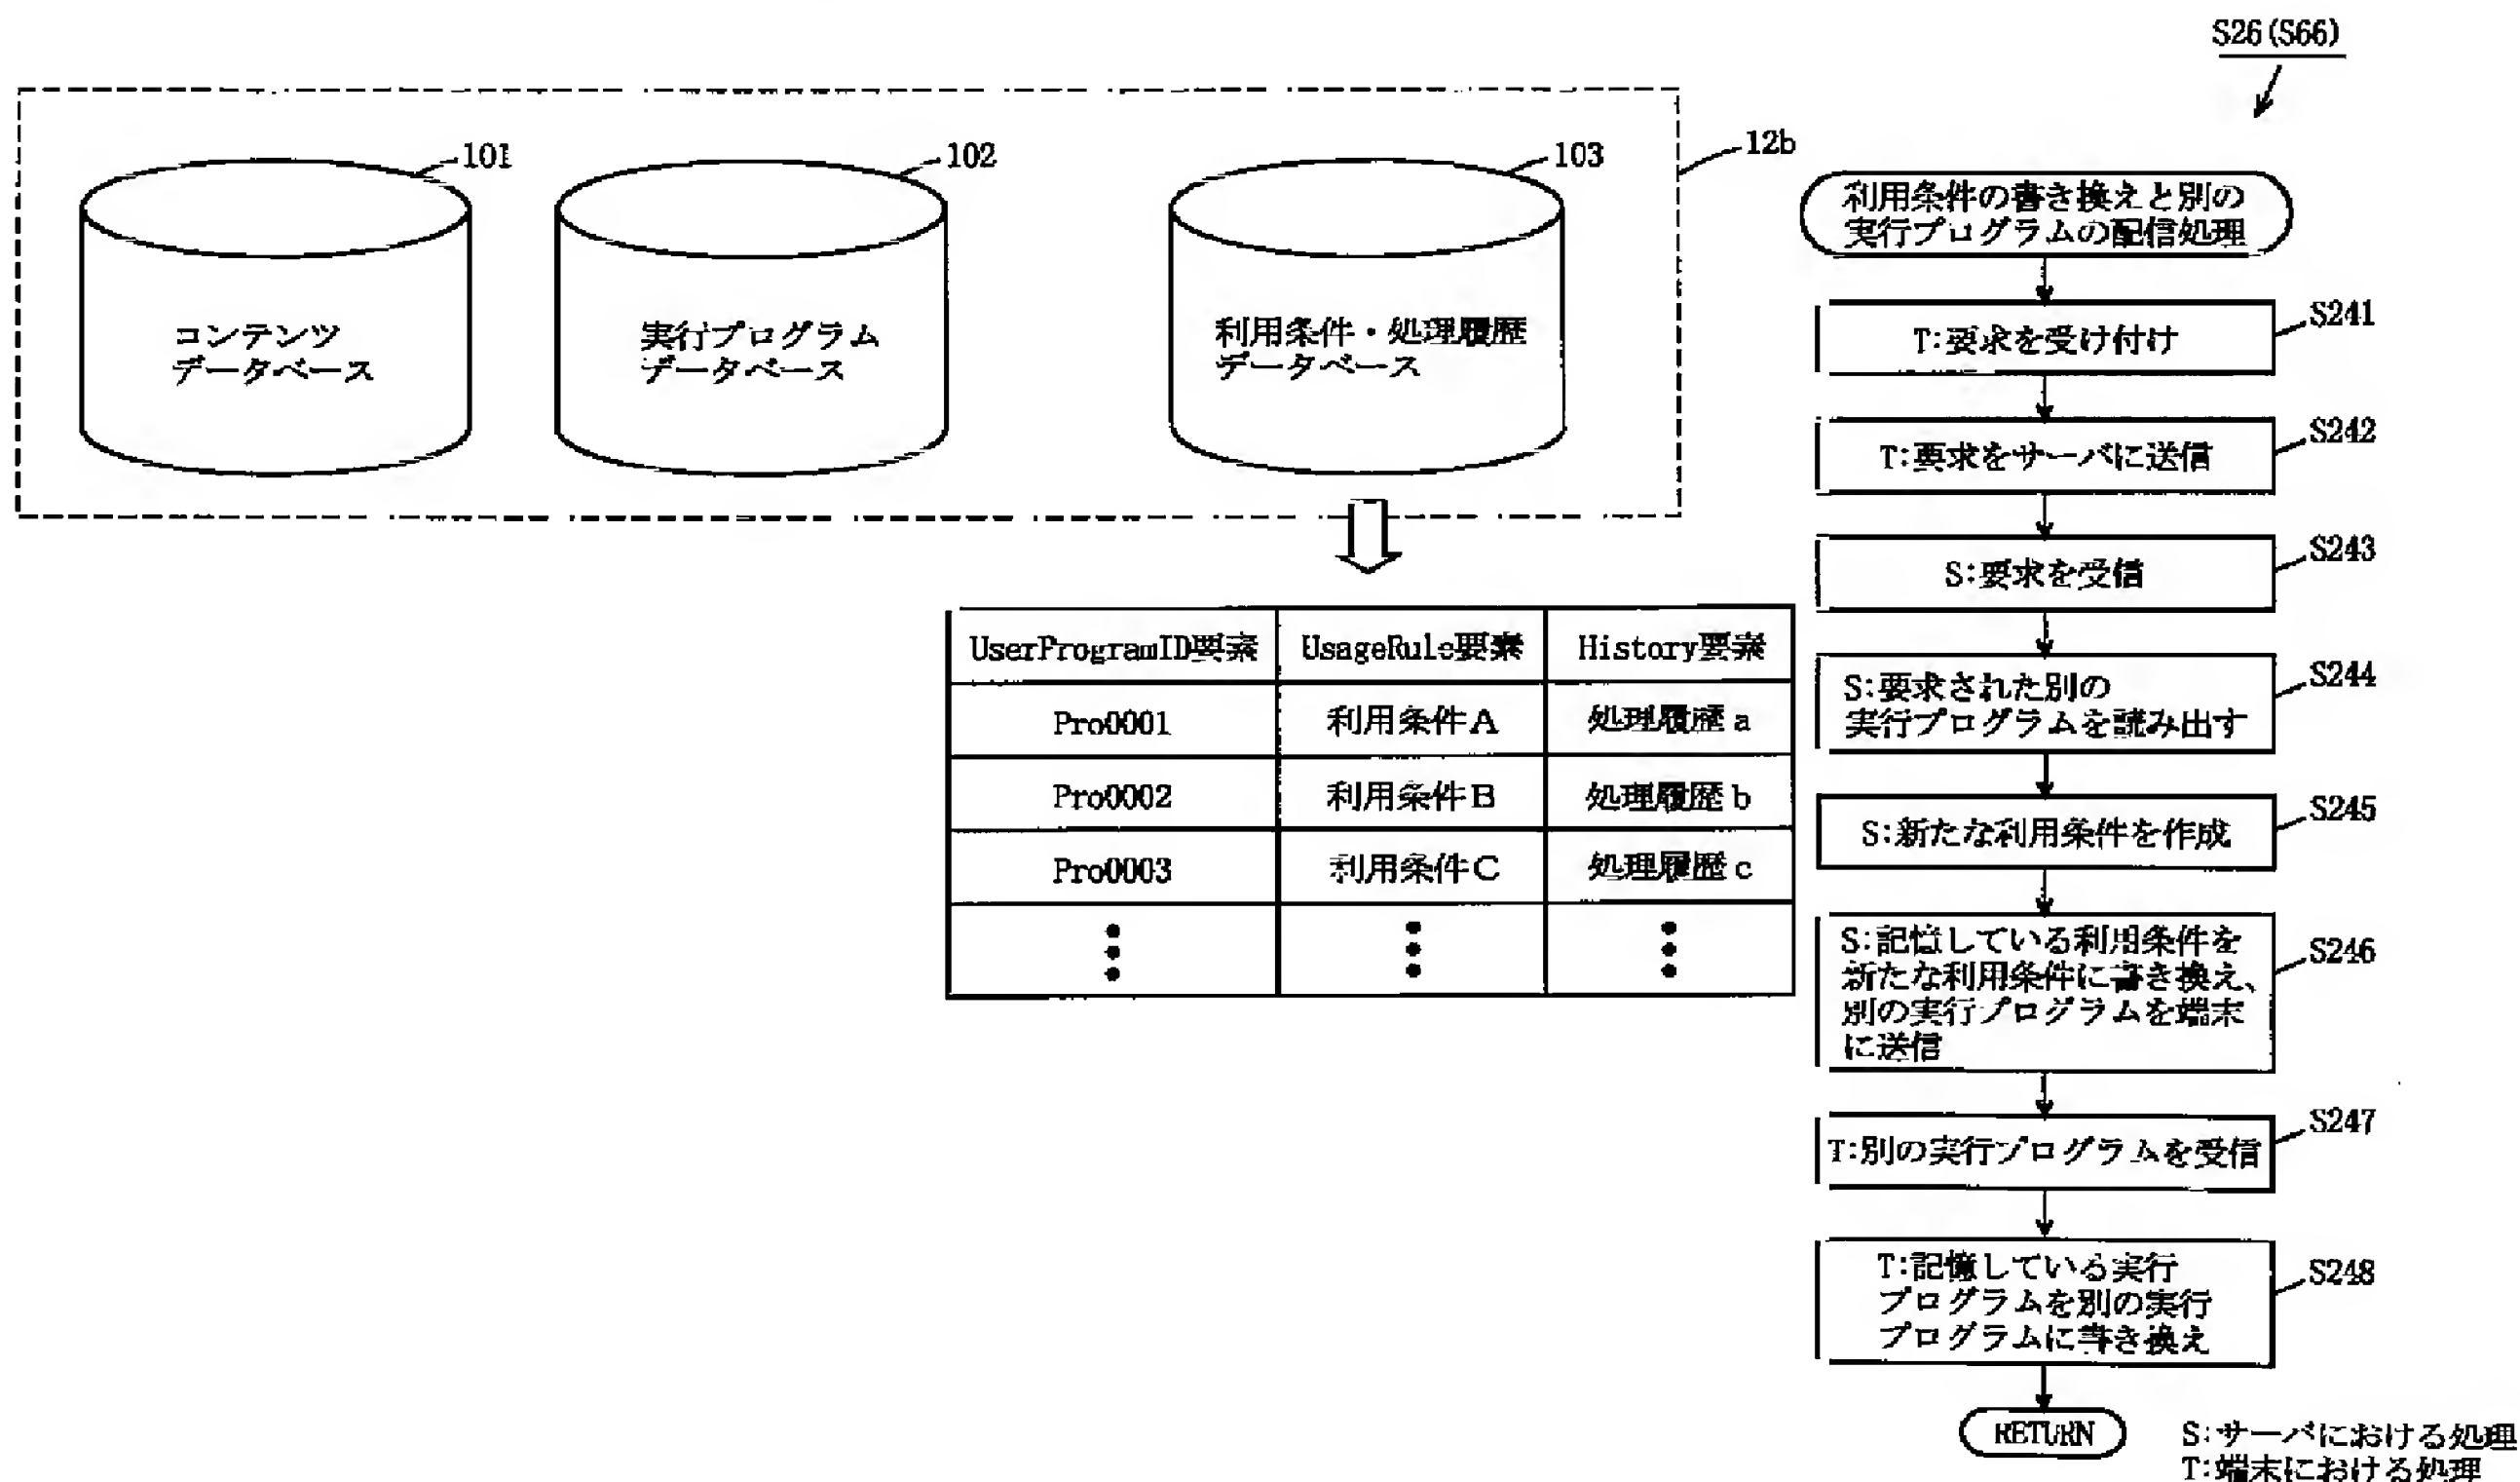 101
102
103
12b
コンテンツ
データベース
実行プログラム
データベース
利用条件・処理履歴
データベース
UserProgramID要素 UsageRule要素 History要素
Pro0001 利用条件A 処理履歴a
Pro0002 利用条件B 処理履歴b
Pro0003 利用条件C 処理履歴c
S26(S66)
利用条件の書き換えと別の
実行プログラムの配信処理
S241
T:要求を受け付け
S242
T:要求をサーバに送信
S243
S:要求を受信
S244
S:要求された別の
実行プログラムを読み出す
S245
S:新たな利用条件を作成
S246
S:記憶している利用条件を
新たな利用条件に書き換え、
別の実行プログラムを端末
に送信
S247
T:別の実行プログラムを受信
S248
T:記憶している実行
プログラムを別の実行
プログラムに書き換え
RETURN
S:サーバにおける処理
T:端末における処理